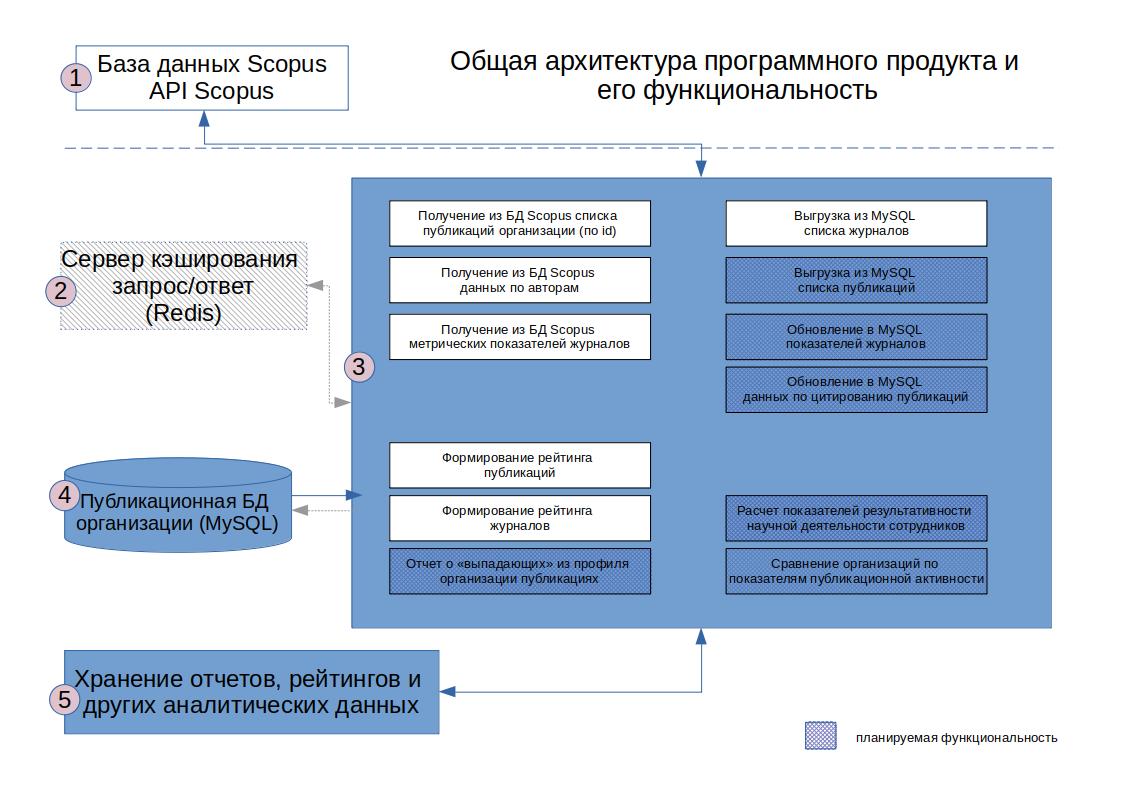 Общая архитектура программного продукта и
его функциональность
1
База данных Scopus
API Scopus
2
Сервер кэширования
запрос/ответ
(Redis)
3
Получение из БД Scopus списка
публикаций организации (по id)
Получение из БД Scopus
данных по авторам
Получение из БД Scopus
метрических показателей журналов
Формирование рейтинга
публикаций
Формирование рейтинга
журналов
Отчет о «выпадающих» из профиля
организации публикациях
Выгрузка из MySQL
списка журналов
Выгрузка из MySQL
списка публикаций
Обновление в MySQL
показателей журналов
Обновление в MySQL
данных по цитированию публикаций
Расчет показателей результативности
научной деятельности сотрудников
Сравнение организаций по
показателям публикационной активности
4
Публикационная БД
организации (MySQL)
5
Хранение отчетов, рейтингов и
других аналитических данных
планируемая функциональность